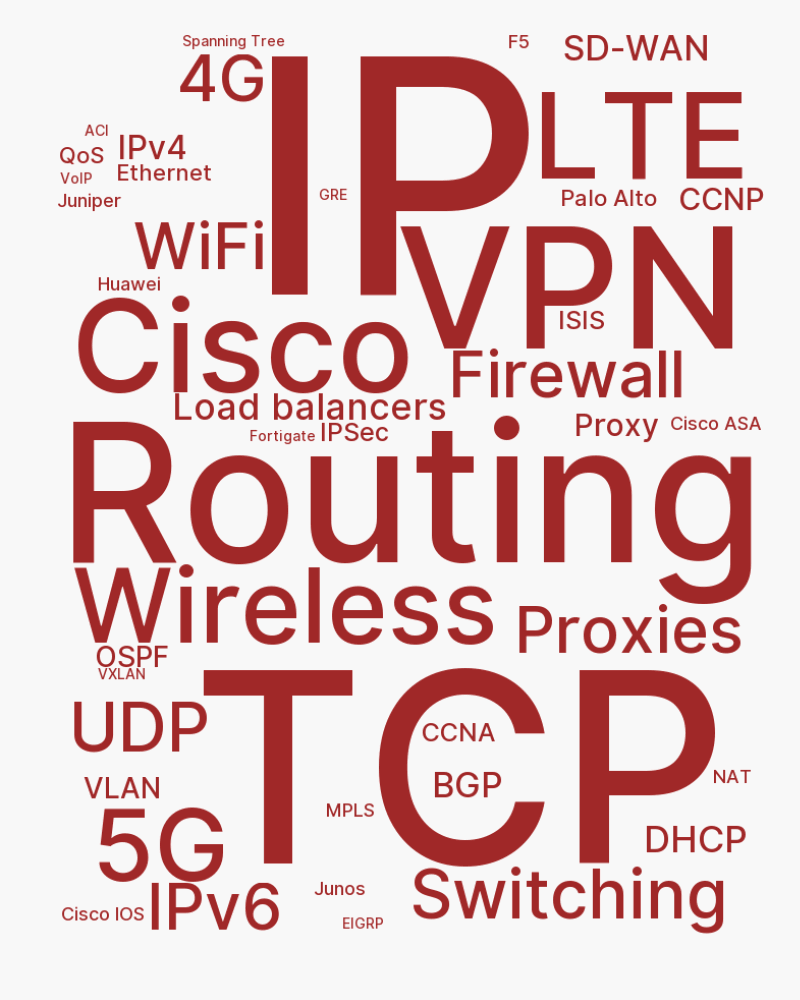 Spanning Tree
F5
SD-WAN
4G
IP
LTE
ACI
IPv4
QoS
Ethernet
VoIP
Juniper
GRE
Palo Alto
CCNP
WiFi
VPN
Huawei
ISIS
Cisco
Firewall
Load balancers
Fortigate
IPSec
Proxy
Cisco ASA
Routing
Wireless
Proxies
OSPF
VXLAN
UDP
TCP
CCNA
BGP
NAT
VLAN
MPLS
5G
DHCP
Cisco IOS
IPv6
Junos
Switching
EIGRP